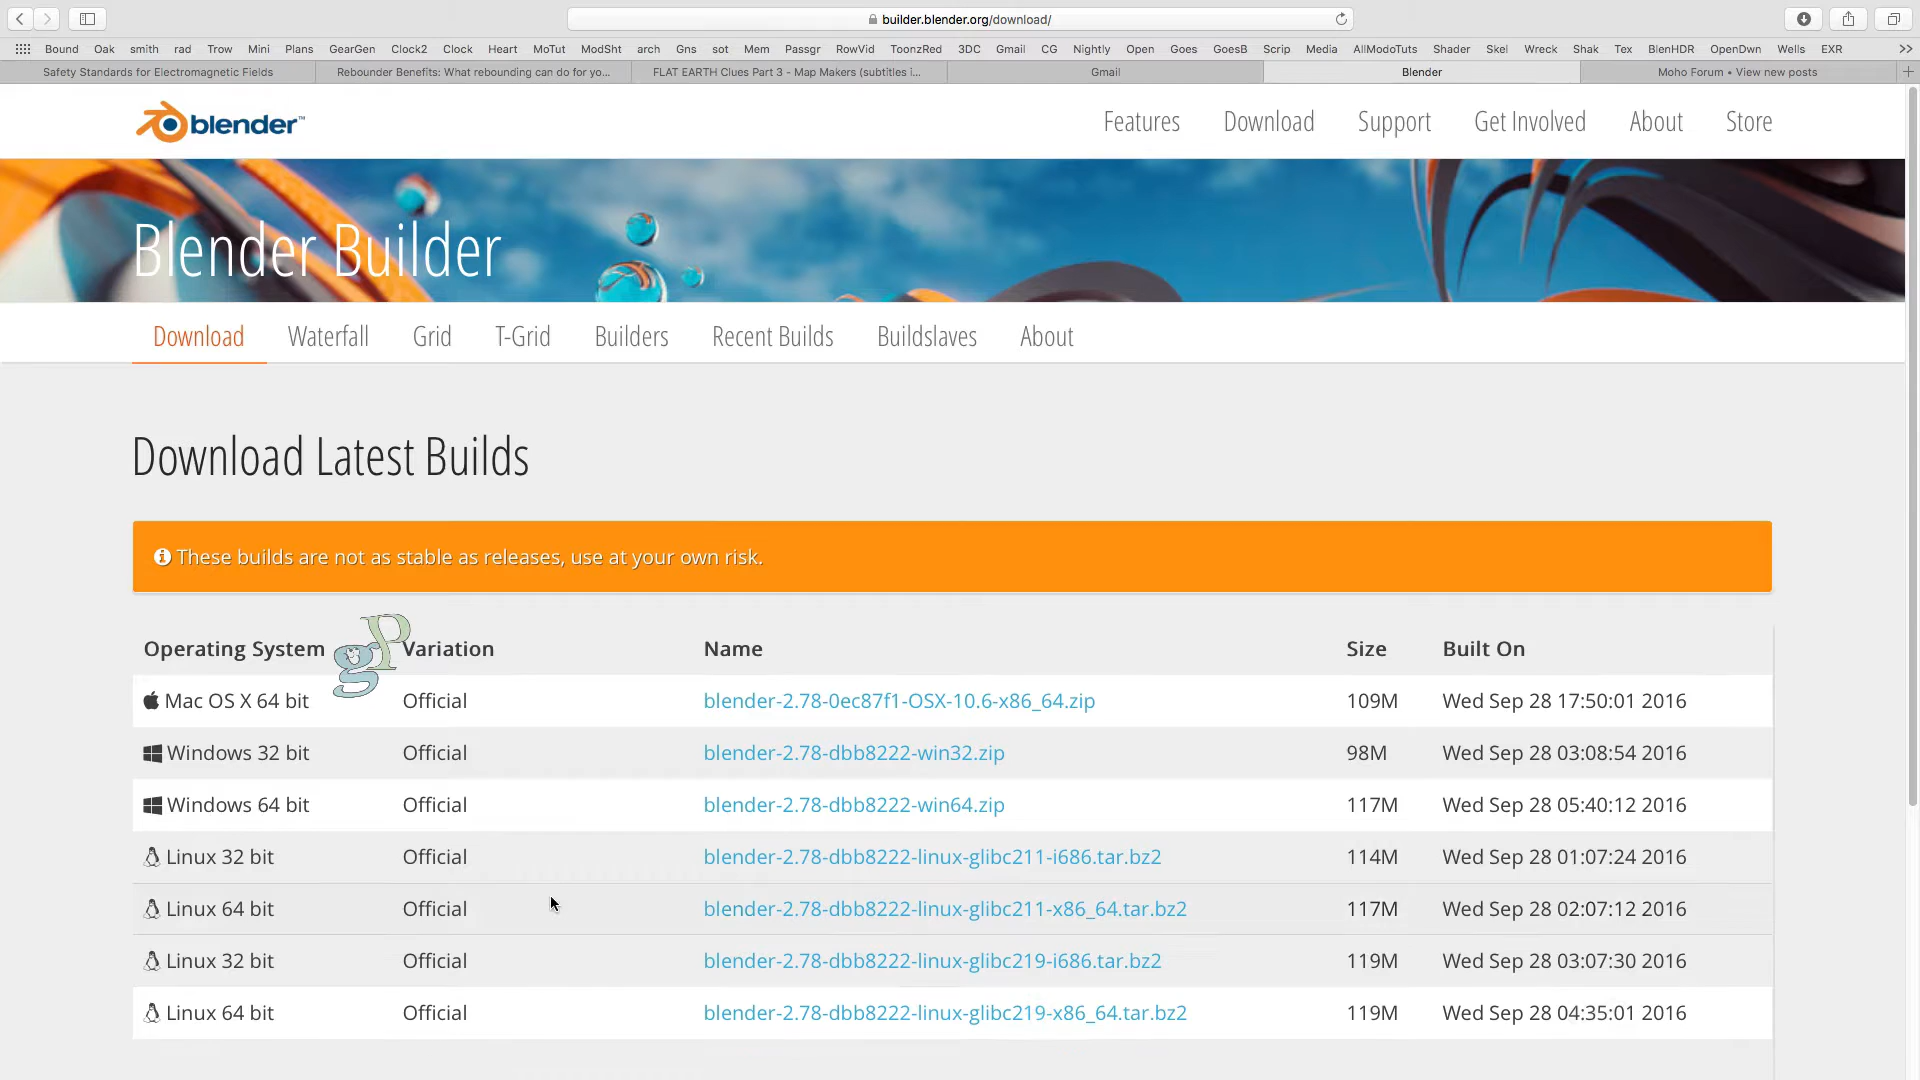 builder.blender.org/download/
Bound Oak smith rad Trow Mini Plans GearGen Clock2 Clock Heart MoTut ModSht arch Gns sot Mem Passgr RowVid ToonzRed 3DC Gmail CG Nightly Open Goes GoesB Scrip Media AllModoTuts Shader Skel Wreck Shak Tex BlenHDR OpenDwn Wells EXR
Safety Standards for Electromagnetic Fields Rebounder Benefits: What rebounding can do for yo... FLAT EARTH Clues Part 3 - Map Makers (subtitles i... Gmail Blender Moho Forum • View new posts
blender™ Features Download Support Get Involved About Store
Blender Builder
Download Waterfall Grid T-Grid Builders Recent Builds Buildslaves About
Download Latest Builds
These builds are not as stable as releases, use at your own risk.
gP
Operating System Variation Name Size Built On
Mac OS X 64 bit Official blender-2.78-0ec87f1-OSX-10.6-x86_64.zip 109M Wed Sep 28 17:50:01 2016
Windows 32 bit Official blender-2.78-dbb8222-win32.zip 98M Wed Sep 28 03:08:54 2016
Windows 64 bit Official blender-2.78-dbb8222-win64.zip 117M Wed Sep 28 05:40:12 2016
Linux 32 bit Official blender-2.78-dbb8222-linux-glibc211-i686.tar.bz2 114M Wed Sep 28 01:07:24 2016
Linux 64 bit Official blender-2.78-dbb8222-linux-glibc211-x86_64.tar.bz2 117M Wed Sep 28 02:07:12 2016
Linux 32 bit Official blender-2.78-dbb8222-linux-glibc219-i686.tar.bz2 119M Wed Sep 28 03:07:30 2016
Linux 64 bit Official blender-2.78-dbb8222-linux-glibc219-x86_64.tar.bz2 119M Wed Sep 28 04:35:01 2016